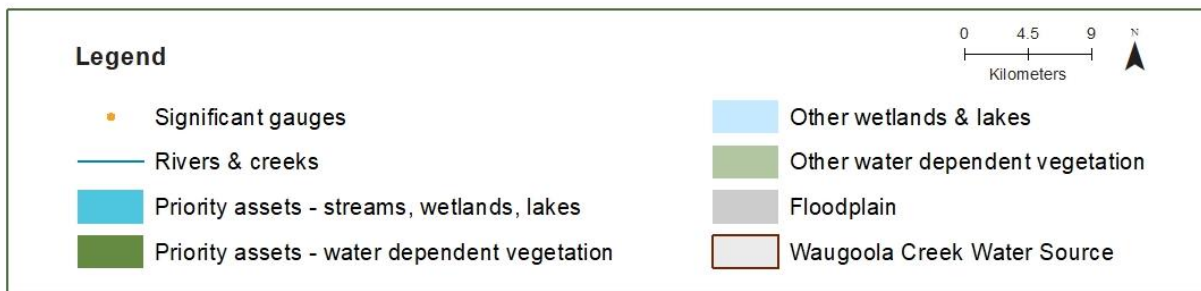 Legend
0 4.5 9
N
Kilometers
Significant gauges
Rivers & creeks
Priority assets - streams, wetlands, lakes
Priority assets - water dependent vegetation
Other wetlands & lakes
Other water dependent vegetation
Floodplain
Waugoola Creek Water Source